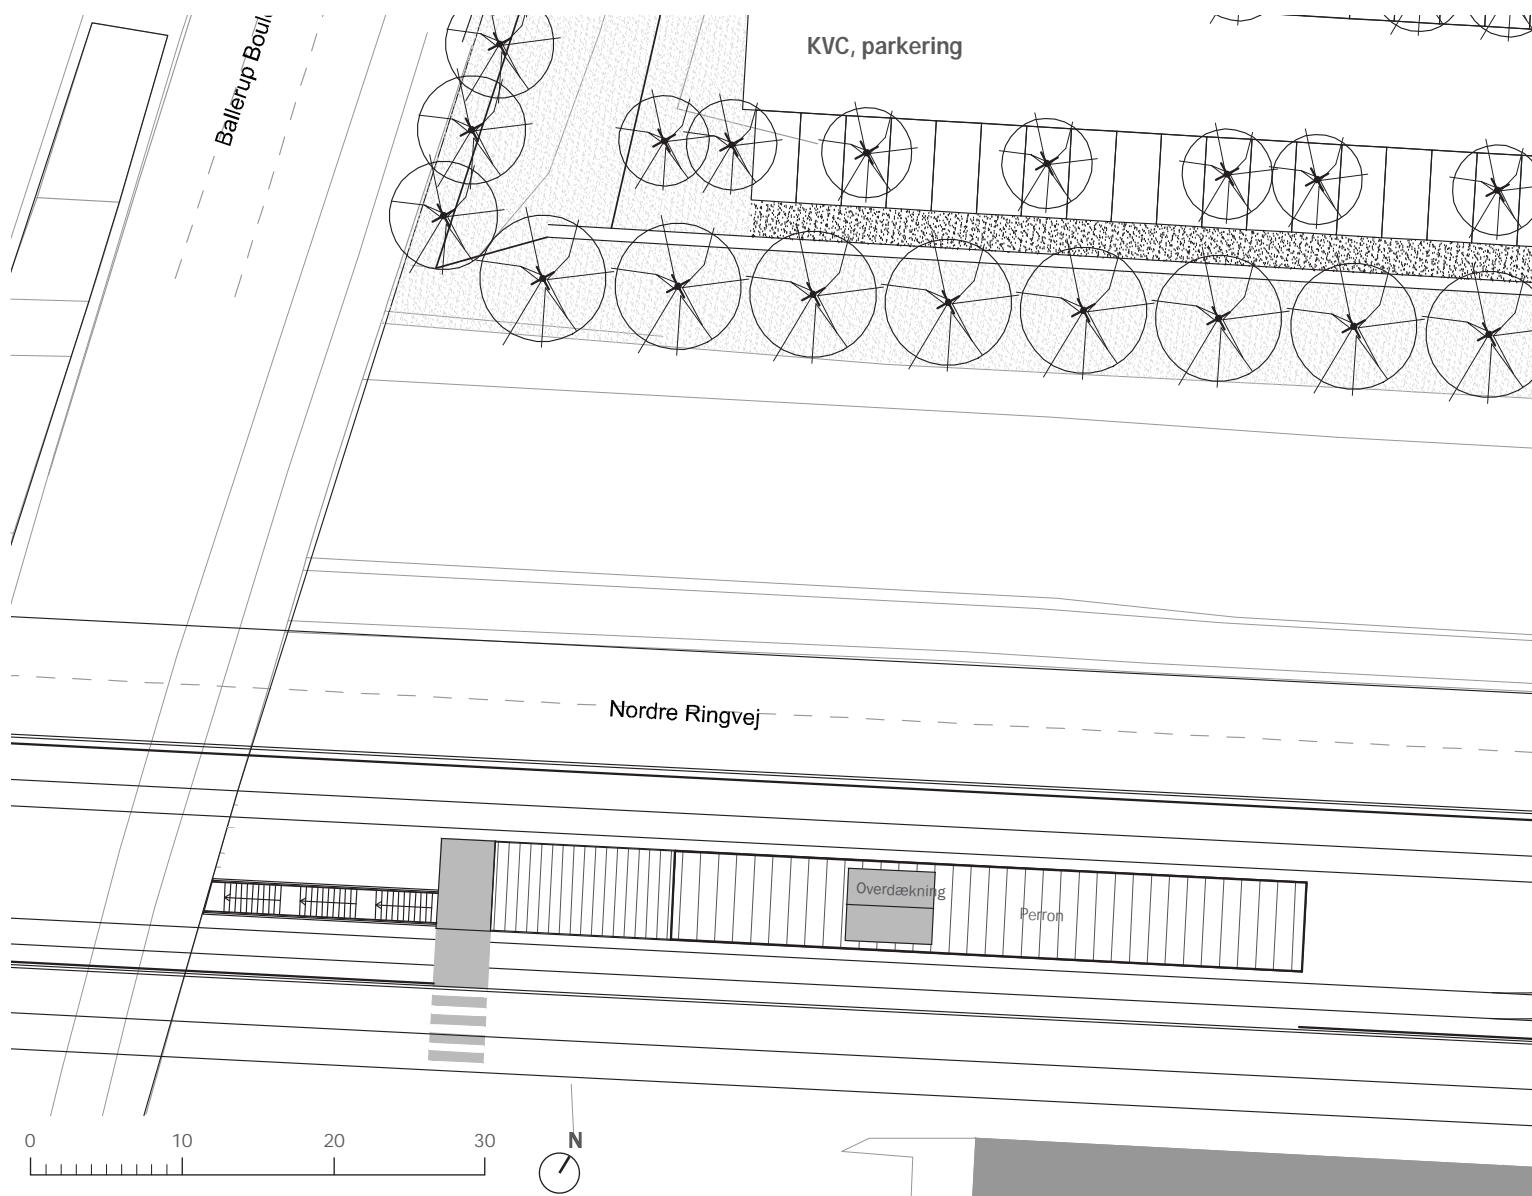 KVC, parkering
Ballerup Boul
Nordre Ringvej
Overdækning
Perron
0 10 20 30
N